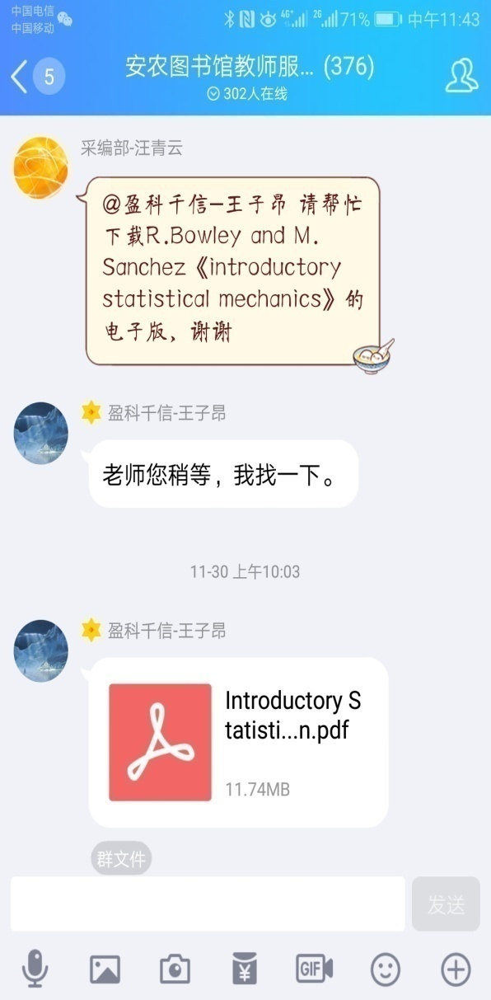 中国电信
中国移动
4G+
2G
71%
中午11:43
5
安农图书馆教师服... (376)
302人在线
采编部-汪青云
@盈科千信-王子昂 请帮忙
下载R.Bowley and M.
Sanchez《introductory
statistical mechanics》的
电子版，谢谢
盈科千信-王子昂
老师您稍等，我找一下。
11-30 上午10:03
盈科千信-王子昂
Introductory S
tatisti...n.pdf
11.74MB
群文件
发送
GIF